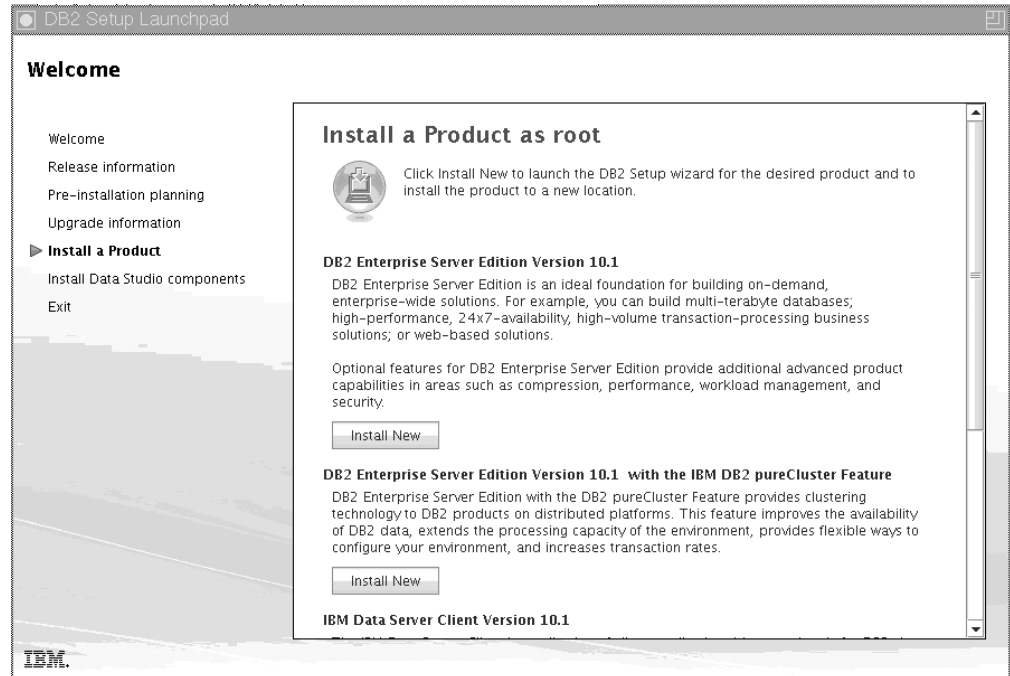 DB2 Setup Launchpad
Welcome
Welcome
Release information
Pre-installation planning
Upgrade information
Install a Product
Install Data Studio components
Exit
Install a Product as root
Click Install New to launch the DB2 Setup wizard for the desired product and to
install the product to a new location.
DB2 Enterprise Server Edition Version 10.1
DB2 Enterprise Server Edition is an ideal foundation for building on-demand,
enterprise-wide solutions. For example, you can build multi-terabyte databases;
high-performance, 24x7-availability, high-volume transaction-processing business
solutions; or web-based solutions.
Optional features for DB2 Enterprise Server Edition provide additional advanced product
capabilities in areas such as compression, performance, workload management, and
security.
Install New
DB2 Enterprise Server Edition Version 10.1 with the IBM DB2 pureCluster Feature
DB2 Enterprise Server Edition with the DB2 pureCluster Feature provides clustering
technology to DB2 products on distributed platforms. This feature improves the availability
of DB2 data, extends the processing capacity of the environment, provides flexible ways to
configure your environment, and increases transaction rates.
Install New
IBM Data Server Client Version 10.1
IBM.